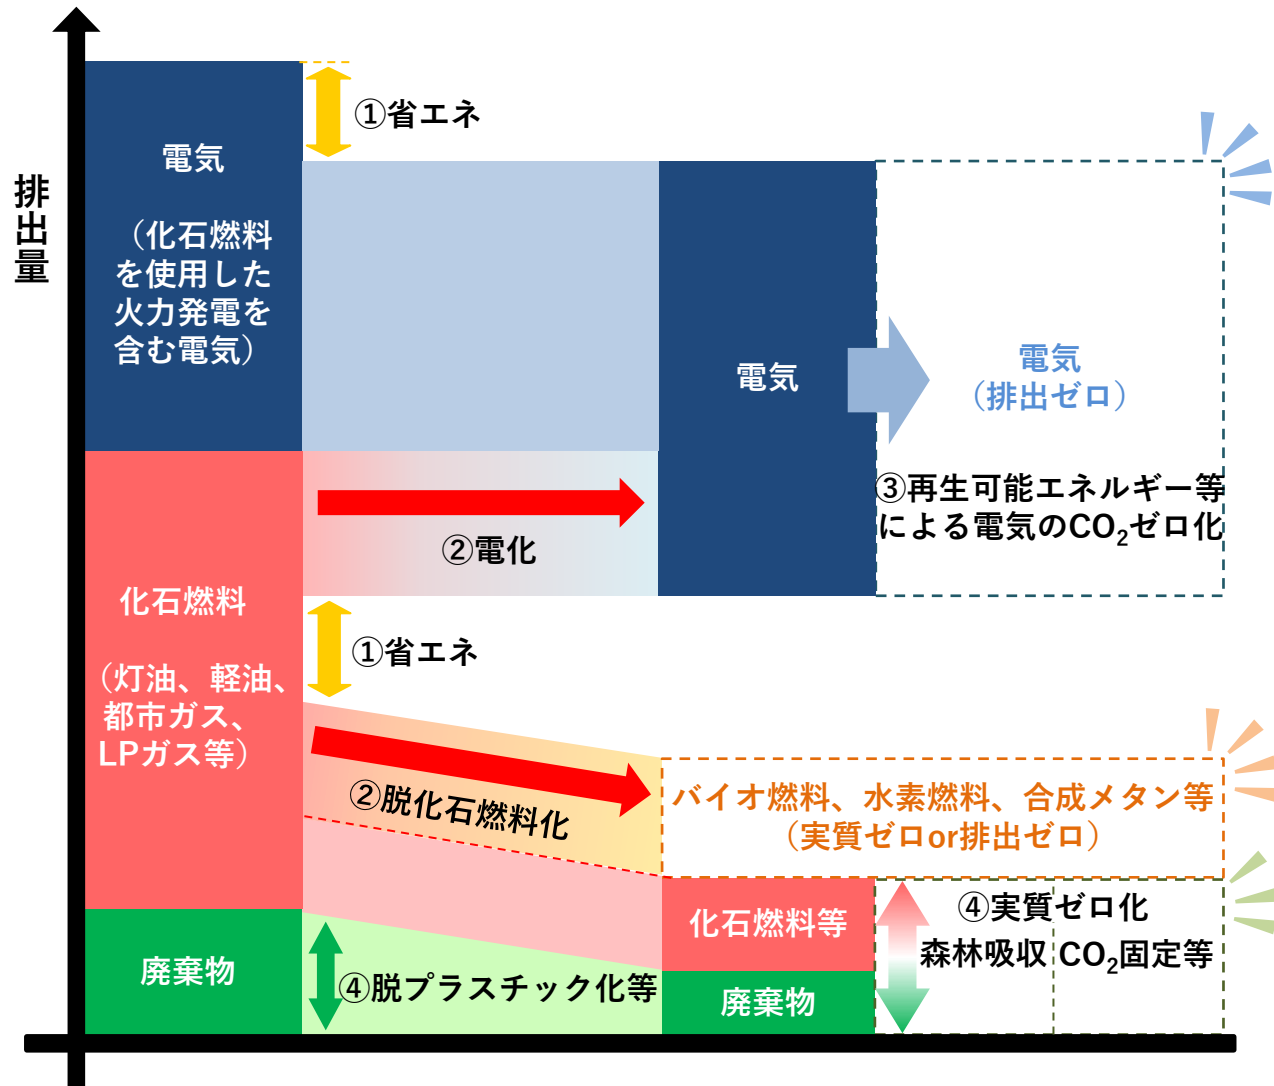 排出量
電気
（化石燃料
を使用した
火力発電を
含む電気）
①省エネ
電気
電気
（排出ゼロ）
③再生可能エネルギー等
による電気のCO₂ゼロ化
②電化
化石燃料
（灯油、軽油、
都市ガス、
LPガス等）
①省エネ
②脱化石燃料化
バイオ燃料、水素燃料、合成メタン等
（実質ゼロor排出ゼロ）
化石燃料等
④実質ゼロ化
森林吸収 CO₂固定等
廃棄物
④脱プラスチック化等
廃棄物